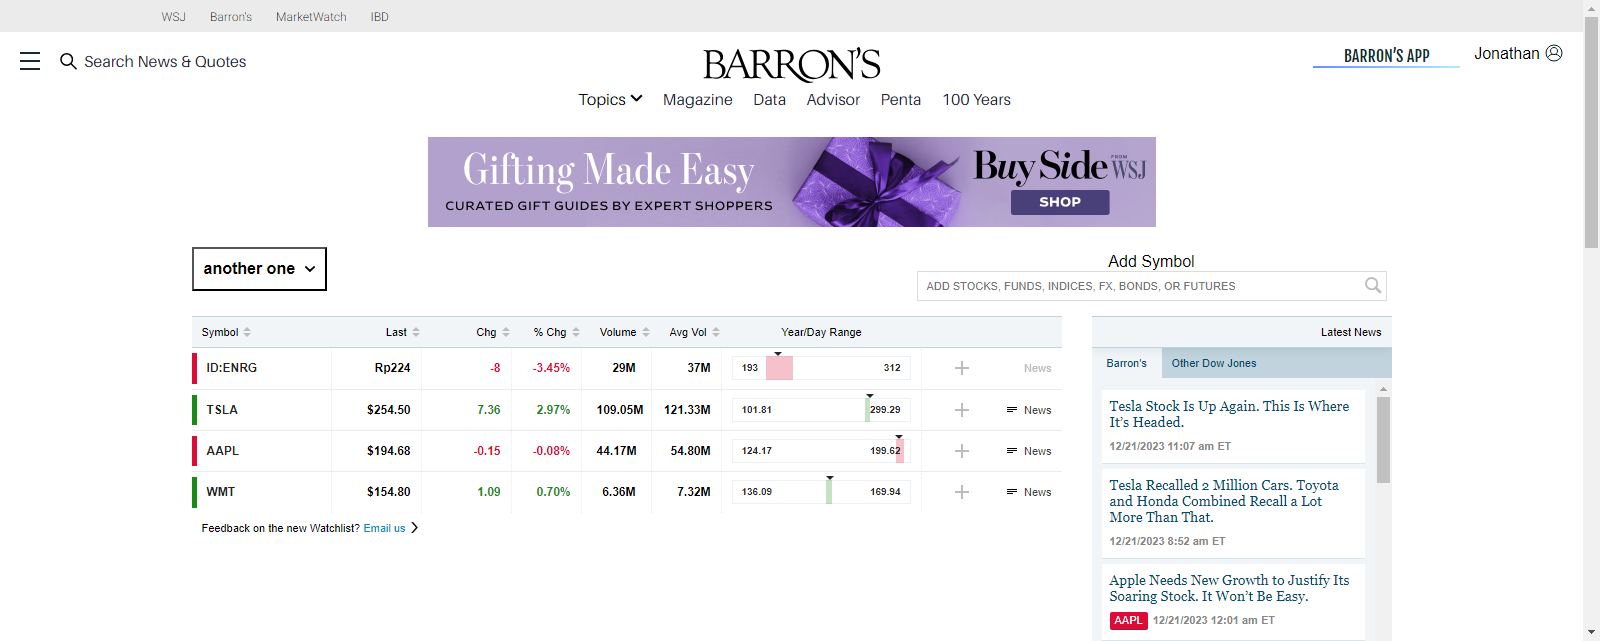 WSJ Barron's MarketWatch IBD
Search News & Quotes
BARRON'S
BARRON'S APP
Jonathan
Topics Magazine Data Advisor Penta 100 Years
Gifting Made Easy
CURATED GIFT GUIDES BY EXPERT SHOPPERS
Buy Side FROM WSJ
SHOP
another one
Add Symbol
ADD STOCKS, FUNDS, INDICES, FX, BONDS, OR FUTURES
Symbol Last Chg % Chg Volume Avg Vol Year/Day Range
ID:ENRG Rp224 -8 -3.45% 29M 37M 193 312 News
TSLA $254.50 7.36 2.97% 109.05M 121.33M 101.81 299.29 News
AAPL $194.68 -0.15 -0.08% 44.17M 54.80M 124.17 199.62 News
WMT $154.80 1.09 0.70% 6.36M 7.32M 136.09 169.94 News
Feedback on the new Watchlist? Email us
Latest News
Barron's Other Dow Jones
Tesla Stock Is Up Again. This Is Where
It's Headed.
12/21/2023 11:07 am ET
Tesla Recalled 2 Million Cars. Toyota
and Honda Combined Recall a Lot
More Than That.
12/21/2023 8:52 am ET
Apple Needs New Growth to Justify Its
Soaring Stock. It Won't Be Easy.
AAPL 12/21/2023 12:01 am ET